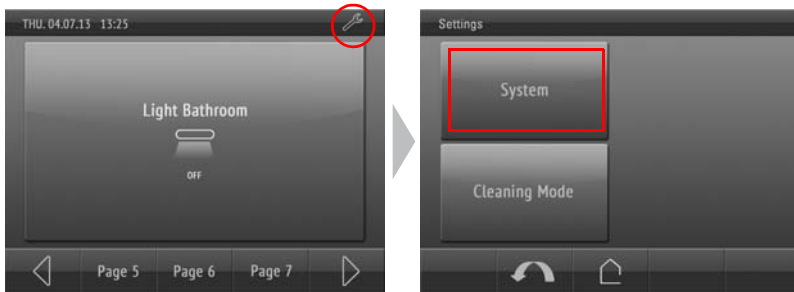 THU. 04.07.13 13:25
Light Bathroom
OFF
Page 5 Page 6 Page 7
Settings
System
Cleaning Mode